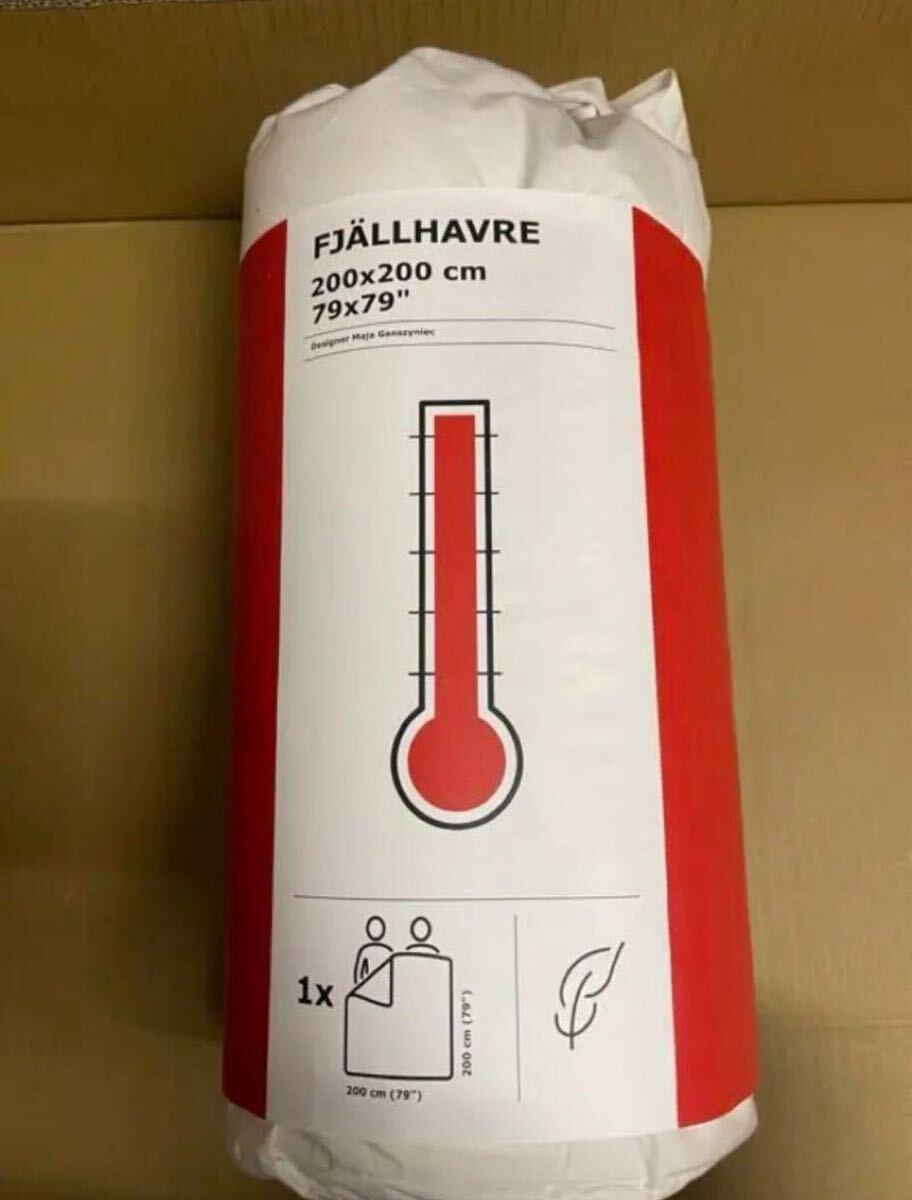 FJÄLLHAVRE
200x200 cm
79x79"
Designer Maja Ganszyniec
1x
200 cm (79")
200 cm (79")